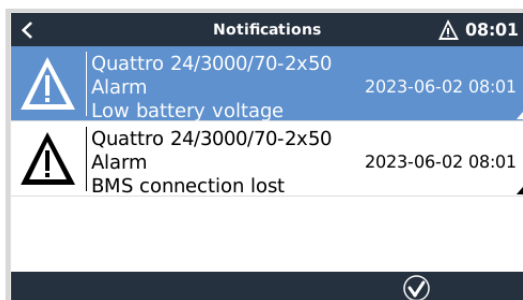 Notifications 08:01
Quattro 24/3000/70-2x50
Alarm 2023-06-02 08:01
Low battery voltage
Quattro 24/3000/70-2x50
Alarm 2023-06-02 08:01
BMS connection lost